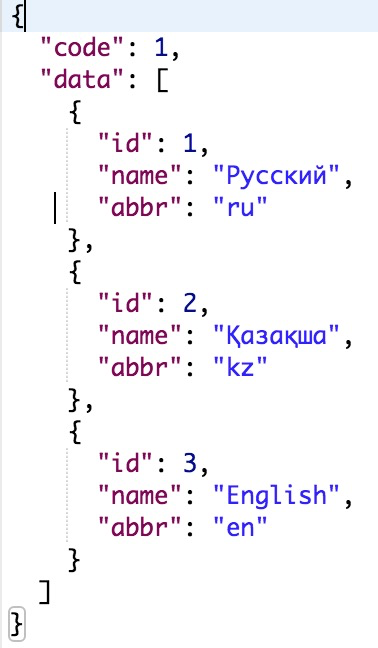 {
  "code": 1,
  "data": [
    {
      "id": 1,
      "name": "Русский",
      "abbr": "ru"
    },
    {
      "id": 2,
      "name": "Қазақша",
      "abbr": "kz"
    },
    {
      "id": 3,
      "name": "English",
      "abbr": "en"
    }
  ]
}